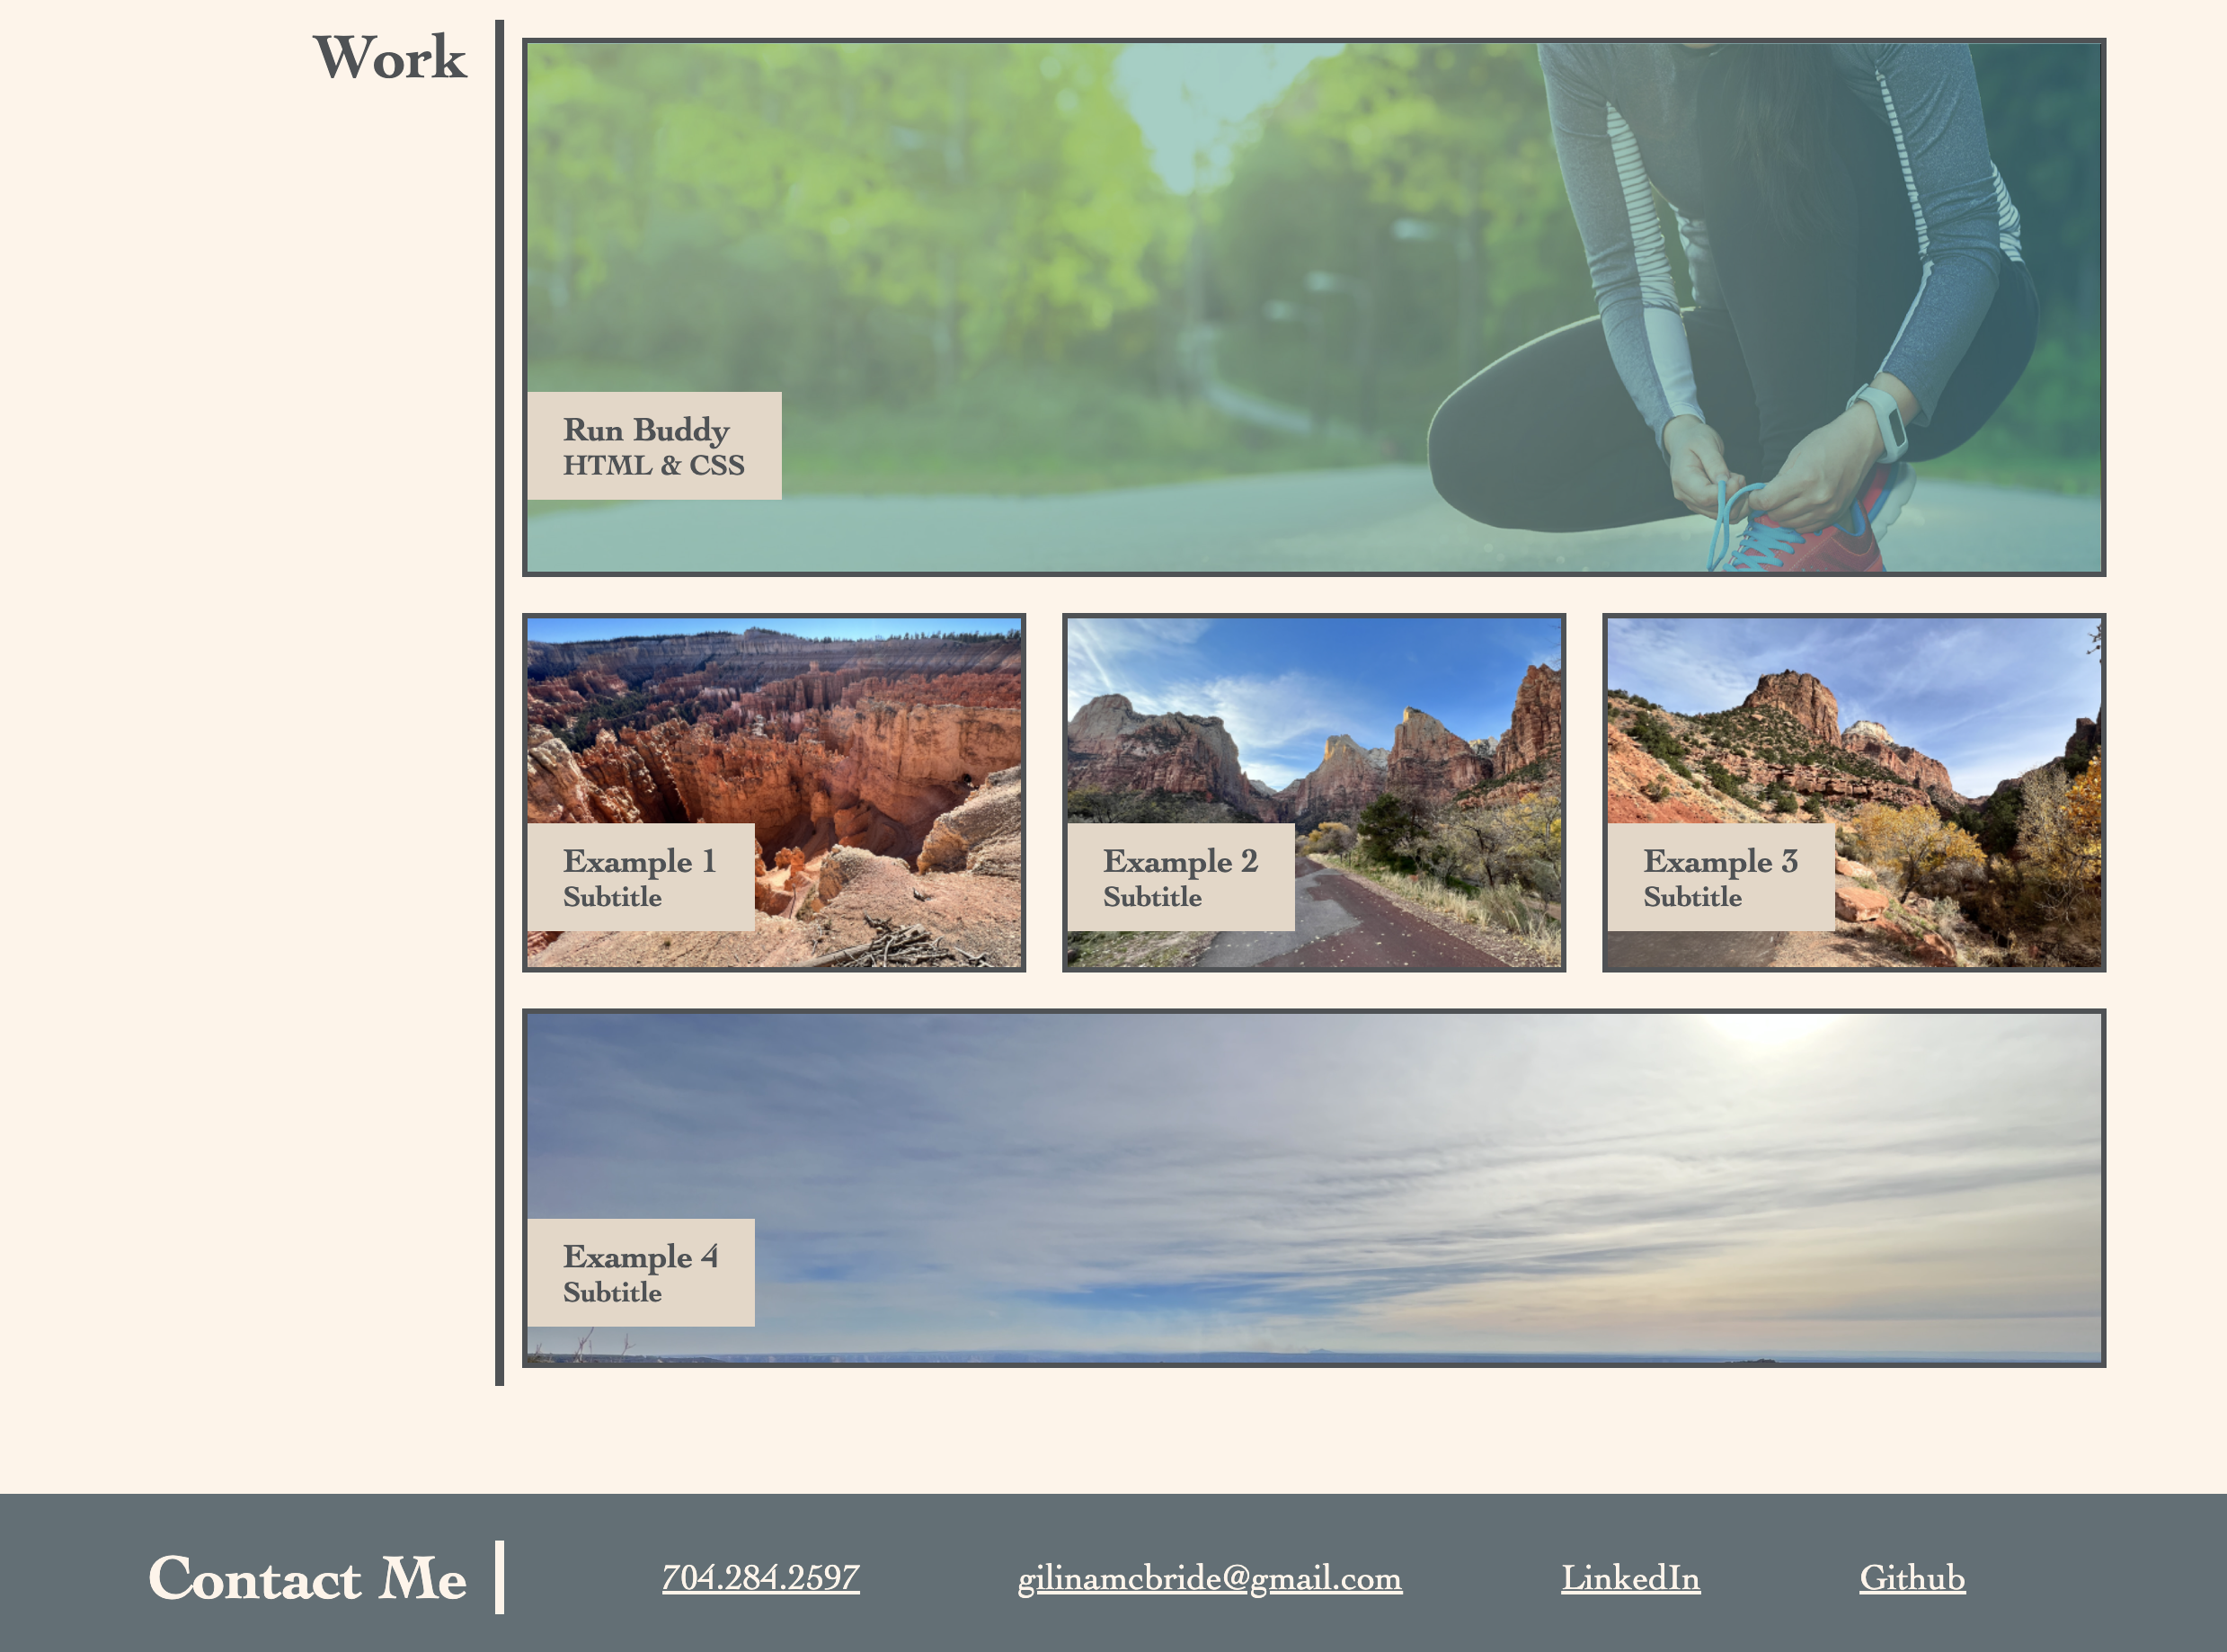 Work
Run Buddy
HTML & CSS
Example 1
Subtitle
Example 2
Subtitle
Example 3
Subtitle
Example 4
Subtitle
Contact Me
704.284.2597
gilinamcbride@gmail.com
LinkedIn
Github